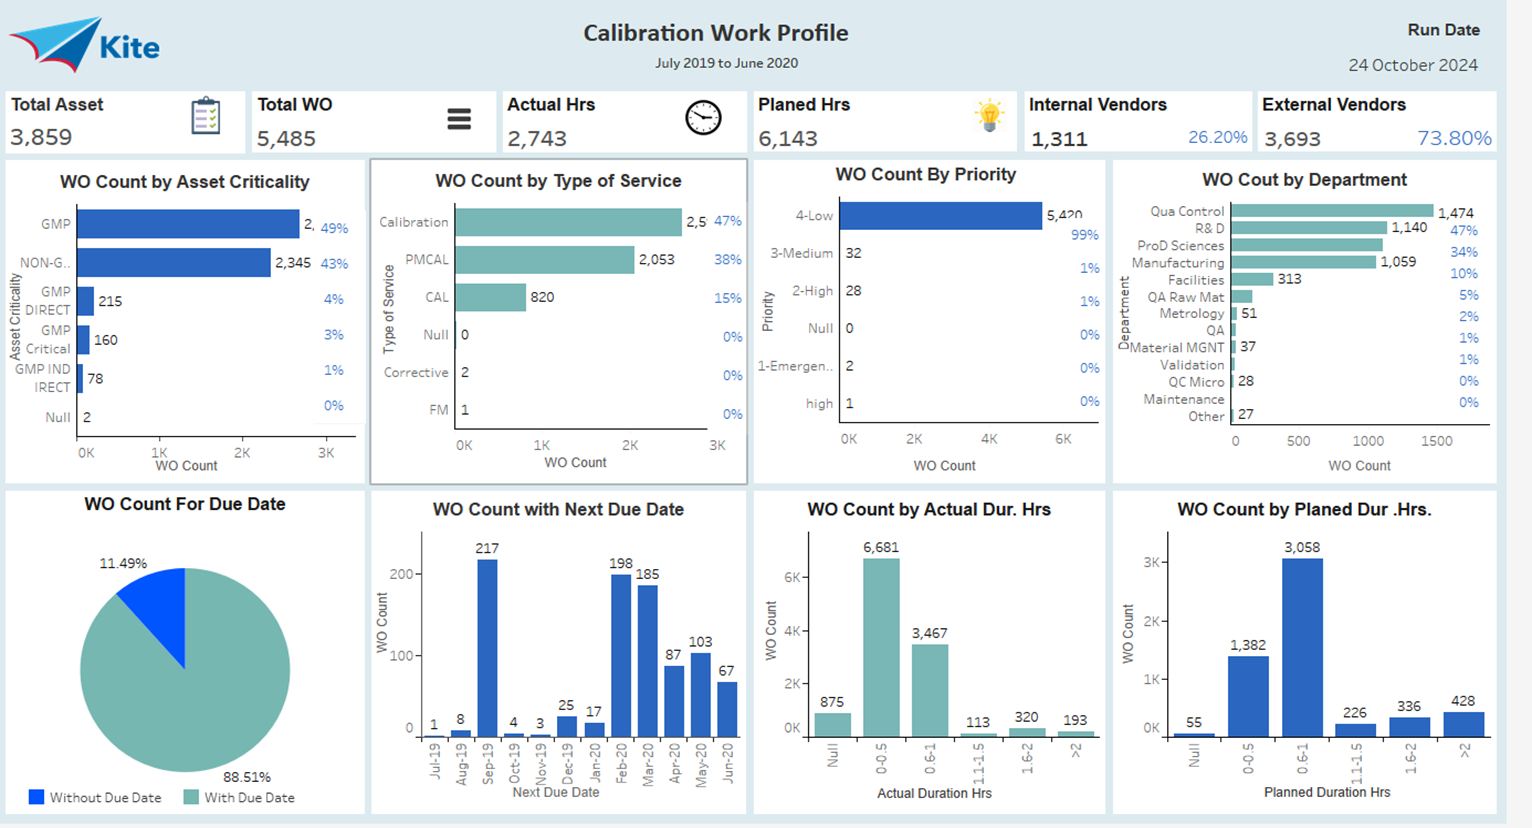 Kite
Calibration Work Profile
July 2019 to June 2020
Run Date
24 October 2024
Total Asset
3,859
Total WO
5,485
Actual Hrs
2,743
Planed Hrs
6,143
Internal Vendors
1,311 26.20%
External Vendors
3,693 73.80%
WO Count by Asset Criticality
Asset Criticality
GMP 2, 49%
NON-G.. 2,345 43%
GMP
DIRECT 215 4%
GMP
Critical 160 3%
GMP IND
IRECT 78 1%
Null 2 0%
0K 1K 2K 3K
WO Count
WO Count by Type of Service
Type of Service
Calibration 2,5 47%
PMCAL 2,053 38%
CAL 820 15%
Null 0 0%
Corrective 2 0%
FM 1 0%
0K 1K 2K 3K
WO Count
WO Count By Priority
Priority
4-Low 5,420 99%
3-Medium 32 1%
2-High 28 1%
Null 0 0%
1-Emergen.. 2 0%
high 1 0%
0K 2K 4K 6K
WO Count
WO Cout by Department
Department
Qua Control 1,474
R& D 1,140 47%
ProD Sciences 34%
Manufacturing 1,059
Facilities 313 10%
QA Raw Mat 5%
Metrology 51 2%
QA 1%
Material MGNT 37
Validation 1%
QC Micro 28 0%
Maintenance 0%
Other 27
0 500 1000 1500
WO Count
WO Count For Due Date
11.49%
88.51%
Without Due Date With Due Date
WO Count with Next Due Date
WO Count
200
100
0
1 8 217 4 3 25 17 198 185 87 103 67
Jul-19 Aug-19 Sep-19 Oct-19 Nov-19 Dec-19 Jan-20 Feb-20 Mar-20 Apr-20 May-20 Jun-20
Next Due Date
WO Count by Actual Dur. Hrs
WO Count
6K
4K
2K
0K
875 6,681 3,467 113 320 193
Null 0-0.5 0.6-1 1.1-1.5 1.6-2 >2
Actual Duration Hrs
WO Count by Planed Dur .Hrs.
WO Count
3K
2K
1K
0K
55 1,382 3,058 226 336 428
Null 0-0.5 0.6-1 1.1-1.5 1.6-2 >2
Planned Duration Hrs